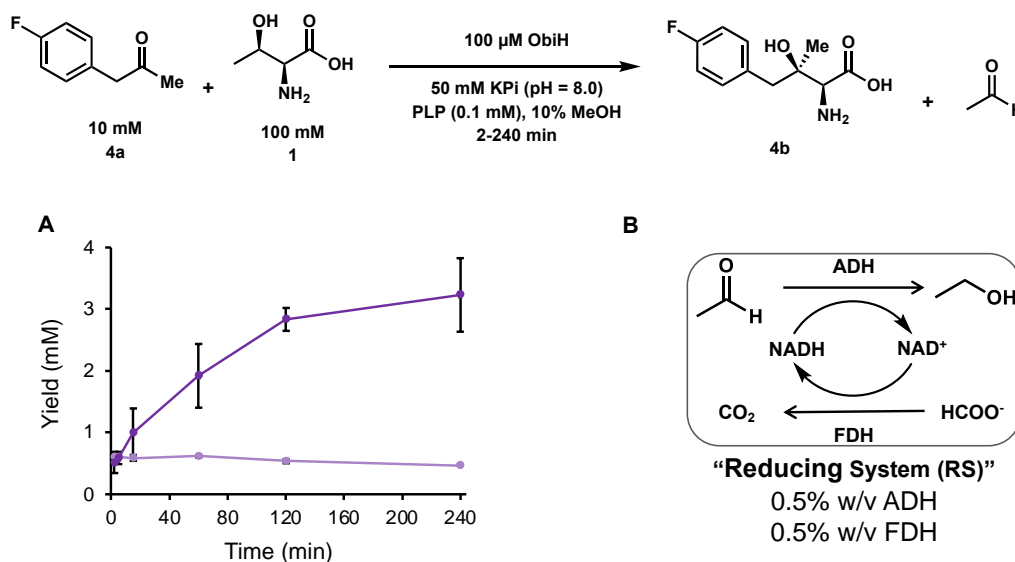 F
O
Me
10 mM
4a
+
OH
O
OH
NH₂
100 mM
1
100 µM ObiH
50 mM KPi (pH = 8.0)
PLP (0.1 mM), 10% MeOH
2-240 min
F
HO
Me
O
OH
NH₂
4b
+
O
H
A
Yield (mM)
4
3
2
1
0
0 40 80 120 160 200 240
Time (min)
B
O
H
ADH
OH
NADH
NAD⁺
CO₂
HCOO⁻
FDH
“Reducing System (RS)”
0.5% w/v ADH
0.5% w/v FDH